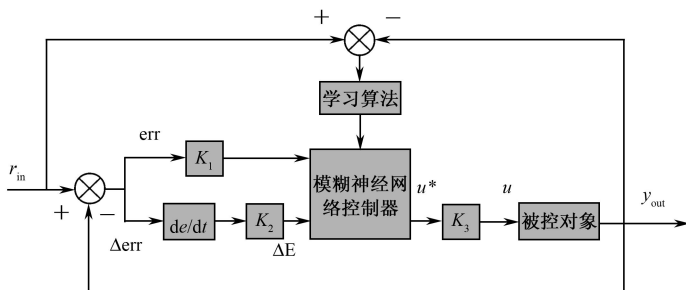 + −
学习算法
err
K₁
r_in
模糊神经网
络控制器
u*
u
y_out
+
−
Δerr
de/dt
K₂
ΔE
K₃
被控对象